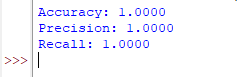 Accuracy: 1.0000
Precision: 1.0000
Recall: 1.0000
>>>